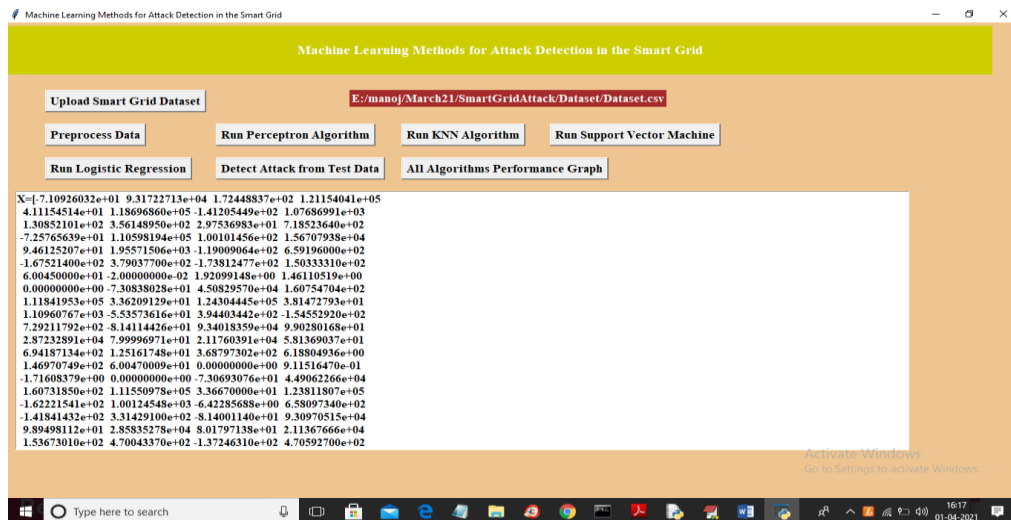 Machine Learning Methods for Attack Detection in the Smart Grid
Machine Learning Methods for Attack Detection in the Smart Grid
Upload Smart Grid Dataset
E:/manoj/March21/SmartGridAttack/Dataset/Dataset.csv
Preprocess Data
Run Perceptron Algorithm
Run KNN Algorithm
Run Support Vector Machine
Run Logistic Regression
Detect Attack from Test Data
All Algorithms Performance Graph
X=[-7.10926032e+01 9.31722713e+04 1.72448837e+02 1.21154041e+05
4.11154514e+01 1.18696860e+05 -1.41205449e+02 1.07686991e+03
1.30852101e+02 3.56148950e+02 2.97536983e+01 7.18523640e+02
-7.25765639e+01 1.10598194e+05 1.00101456e+02 1.56707938e+04
9.46125207e+01 1.95571506e+03 -1.19009064e+02 6.59196000e+02
-1.67521400e+02 3.79037700e+02 -1.73812477e+02 1.50333310e+02
6.00450000e+01 -2.00000000e-02 1.92099148e+00 1.46110519e+00
0.00000000e+00 -7.30838028e+01 4.50829570e+04 1.60754704e+02
1.11841953e+05 3.36209129e+01 1.24304445e+05 3.81472793e+01
1.10960767e+03 -5.53573616e+01 3.94403442e+02 -1.54552920e+02
7.29211792e+02 -8.14114426e+01 9.34018359e+04 9.90280168e+01
2.87232891e+04 7.99996971e+01 2.11760391e+04 5.81369037e+01
6.94187134e+02 1.25161748e+01 3.68797302e+02 6.18804936e+00
1.46970749e+02 6.00470009e+01 0.00000000e+00 9.11516470e-01
-1.71608379e+00 0.00000000e+00 -7.30693076e+01 4.49062266e+04
1.60731850e+02 1.11550978e+05 3.36670000e+01 1.23811807e+05
-1.62221541e+02 1.00124548e+03 -6.42285688e+00 6.58097340e+02
-1.41841432e+02 3.31429100e+02 -8.14001140e+01 9.30970515e+04
9.89498112e+01 2.85835278e+04 8.01797138e+01 2.11367666e+04
1.53673010e+02 4.70043370e+02 -1.37246310e+02 4.70592700e+02
Activate Windows
Go to Settings to activate Windows.
Type here to search
16:17
01-04-2021